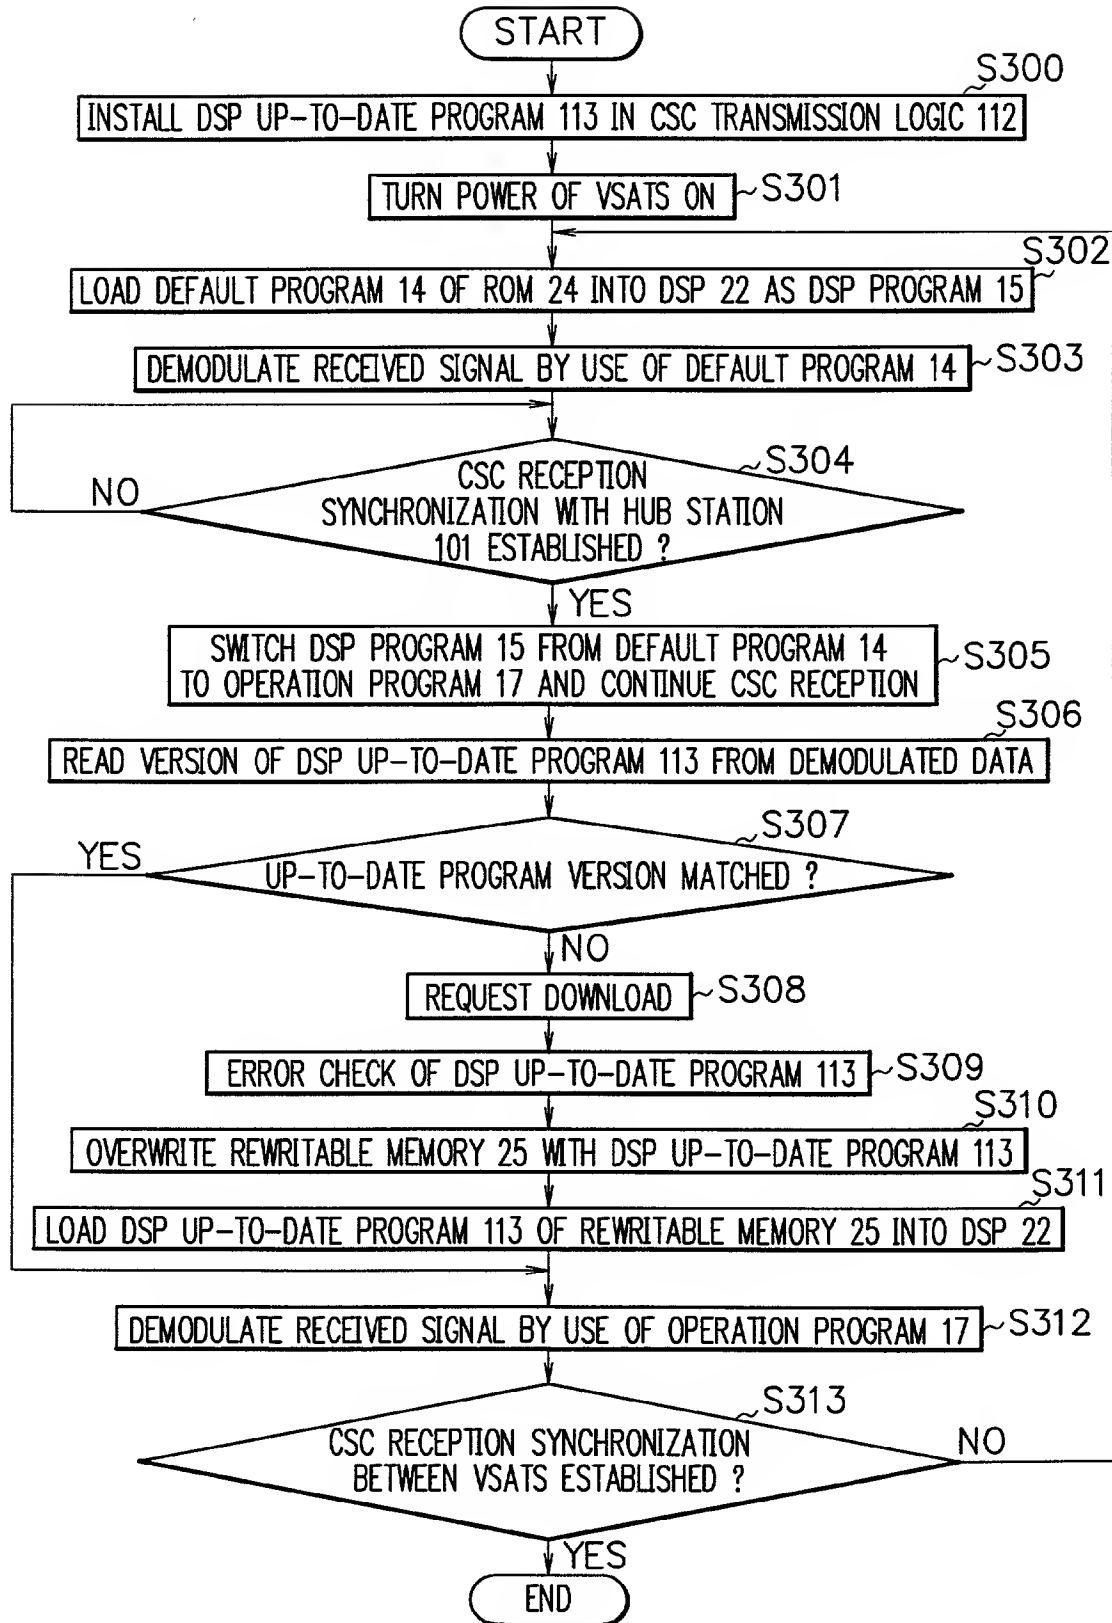 START
S300
INSTALL DSP UP-TO-DATE PROGRAM 113 IN CSC TRANSMISSION LOGIC 112
TURN POWER OF VSATS ON
S301
S302
LOAD DEFAULT PROGRAM 14 OF ROM 24 INTO DSP 22 AS DSP PROGRAM 15
DEMODULATE RECEIVED SIGNAL BY USE OF DEFAULT PROGRAM 14
S303
S304
CSC RECEPTION
SYNCHRONIZATION WITH HUB STATION
101 ESTABLISHED ?
NO
YES
SWITCH DSP PROGRAM 15 FROM DEFAULT PROGRAM 14
TO OPERATION PROGRAM 17 AND CONTINUE CSC RECEPTION
S305
S306
READ VERSION OF DSP UP-TO-DATE PROGRAM 113 FROM DEMODULATED DATA
S307
YES
UP-TO-DATE PROGRAM VERSION MATCHED ?
NO
REQUEST DOWNLOAD
S308
ERROR CHECK OF DSP UP-TO-DATE PROGRAM 113
S309
S310
OVERWRITE REWRITABLE MEMORY 25 WITH DSP UP-TO-DATE PROGRAM 113
S311
LOAD DSP UP-TO-DATE PROGRAM 113 OF REWRITABLE MEMORY 25 INTO DSP 22
DEMODULATE RECEIVED SIGNAL BY USE OF OPERATION PROGRAM 17
S312
S313
CSC RECEPTION SYNCHRONIZATION
BETWEEN VSATS ESTABLISHED ?
NO
YES
END